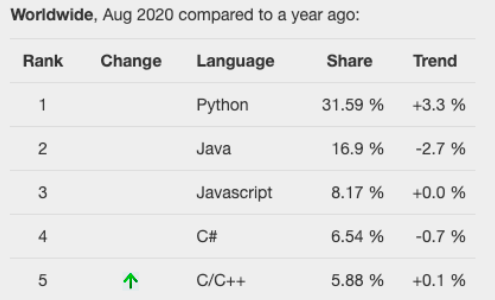 Worldwide, Aug 2020 compared to a year ago:
Rank Change Language Share Trend
1 Python 31.59 % +3.3 %
2 Java 16.9 % -2.7 %
3 Javascript 8.17 % +0.0 %
4 C# 6.54 % -0.7 %
5 C/C++ 5.88 % +0.1 %